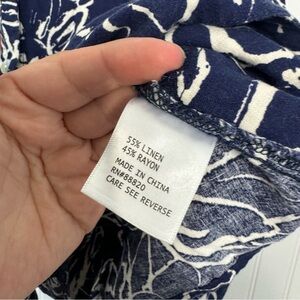 55% LINEN
45% RAYON
MADE IN CHINA
RN#88820
CARE SEE REVERSE